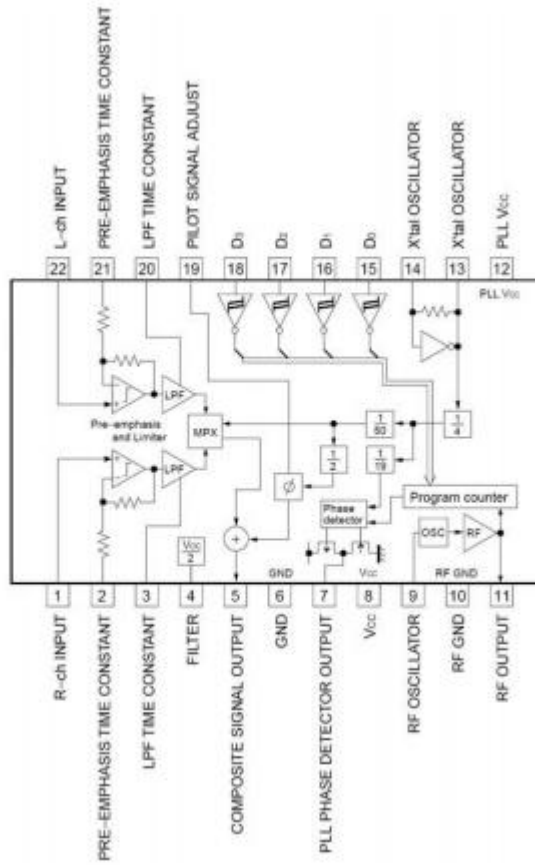 L-ch INPUT
PRE-EMPHASIS TIME CONSTANT
LPF TIME CONSTANT
PILOT SIGNAL ADJUST
D3
D2
D1
D0
X'tal OSCILLATOR
X'tal OSCILLATOR
PLL Vcc
22
21
20
19
18
17
16
15
14
13
12
PLL Vcc
LPF
Pre-emphasis
and Limiter
MPX
LPF
1/60
1/4
1/2
1/19
Ø
Phase
detector
Program counter
+
Vcc/2
OSC
RF
GND
Vcc
RF GND
1
2
3
4
5
6
7
8
9
10
11
R-ch INPUT
PRE-EMPHASIS TIME CONSTANT
LPF TIME CONSTANT
FILTER
COMPOSITE SIGNAL OUTPUT
GND
PLL PHASE DETECTOR OUTPUT
Vcc
RF OSCILLATOR
RF GND
RF OUTPUT